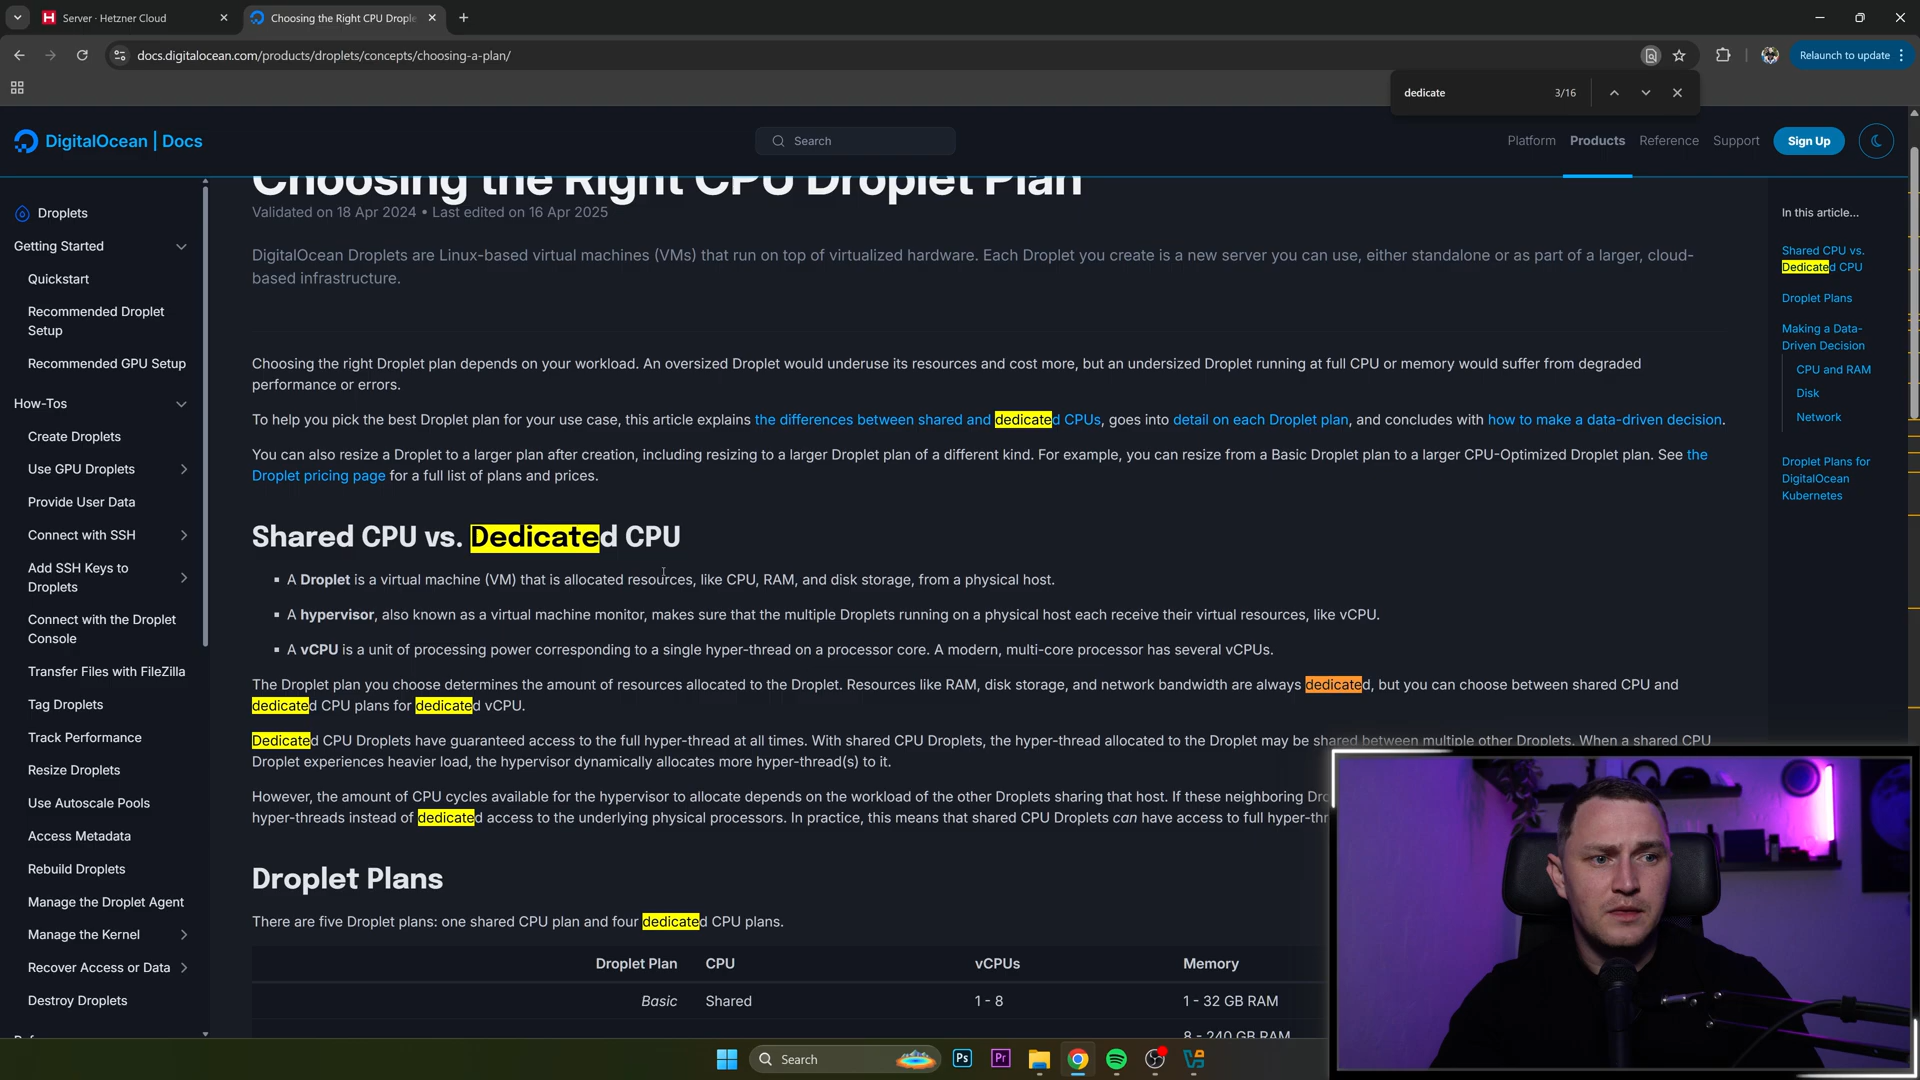 Server · Hetzner Cloud
Choosing the Right CPU Drople
docs.digitalocean.com/products/droplets/concepts/choosing-a-plan/
Relaunch to update
dedicate
3/16
DigitalOcean | Docs
Search
Platform
Products
Reference
Support
Sign Up
Choosing the Right CPU Droplet Plan
Validated on 18 Apr 2024 • Last edited on 16 Apr 2025
DigitalOcean Droplets are Linux-based virtual machines (VMs) that run on top of virtualized hardware. Each Droplet you create is a new server you can use, either standalone or as part of a larger, cloud-
based infrastructure.
Choosing the right Droplet plan depends on your workload. An oversized Droplet would underuse its resources and cost more, but an undersized Droplet running at full CPU or memory would suffer from degraded
performance or errors.
To help you pick the best Droplet plan for your use case, this article explains the differences between shared and dedicated CPUs, goes into detail on each Droplet plan, and concludes with how to make a data-driven decision.
You can also resize a Droplet to a larger plan after creation, including resizing to a larger Droplet plan of a different kind. For example, you can resize from a Basic Droplet plan to a larger CPU-Optimized Droplet plan. See the
Droplet pricing page for a full list of plans and prices.
Shared CPU vs. Dedicated CPU
▪ A Droplet is a virtual machine (VM) that is allocated resources, like CPU, RAM, and disk storage, from a physical host.
▪ A hypervisor, also known as a virtual machine monitor, makes sure that the multiple Droplets running on a physical host each receive their virtual resources, like vCPU.
▪ A vCPU is a unit of processing power corresponding to a single hyper-thread on a processor core. A modern, multi-core processor has several vCPUs.
The Droplet plan you choose determines the amount of resources allocated to the Droplet. Resources like RAM, disk storage, and network bandwidth are always dedicated, but you can choose between shared CPU and
dedicated CPU plans for dedicated vCPU.
Dedicated CPU Droplets have guaranteed access to the full hyper-thread at all times. With shared CPU Droplets, the hyper-thread allocated to the Droplet may be shared between multiple other Droplets. When a shared CPU
Droplet experiences heavier load, the hypervisor dynamically allocates more hyper-thread(s) to it.
However, the amount of CPU cycles available for the hypervisor to allocate depends on the workload of the other Droplets sharing that host. If these neighboring Dro
hyper-threads instead of dedicated access to the underlying physical processors. In practice, this means that shared CPU Droplets can have access to full hyper-thr
Droplet Plans
There are five Droplet plans: one shared CPU plan and four dedicated CPU plans.
Droplet Plan
CPU
vCPUs
Memory
Basic
Shared
1 - 8
1 - 32 GB RAM
8 - 240 GB RAM
Droplets
Getting Started
Quickstart
Recommended Droplet
Setup
Recommended GPU Setup
How-Tos
Create Droplets
Use GPU Droplets
Provide User Data
Connect with SSH
Add SSH Keys to
Droplets
Connect with the Droplet
Console
Transfer Files with FileZilla
Tag Droplets
Track Performance
Resize Droplets
Use Autoscale Pools
Access Metadata
Rebuild Droplets
Manage the Droplet Agent
Manage the Kernel
Recover Access or Data
Destroy Droplets
In this article...
Shared CPU vs.
Dedicated CPU
Droplet Plans
Making a Data-
Driven Decision
CPU and RAM
Disk
Network
Droplet Plans for
DigitalOcean
Kubernetes
Search
Ps
Pr